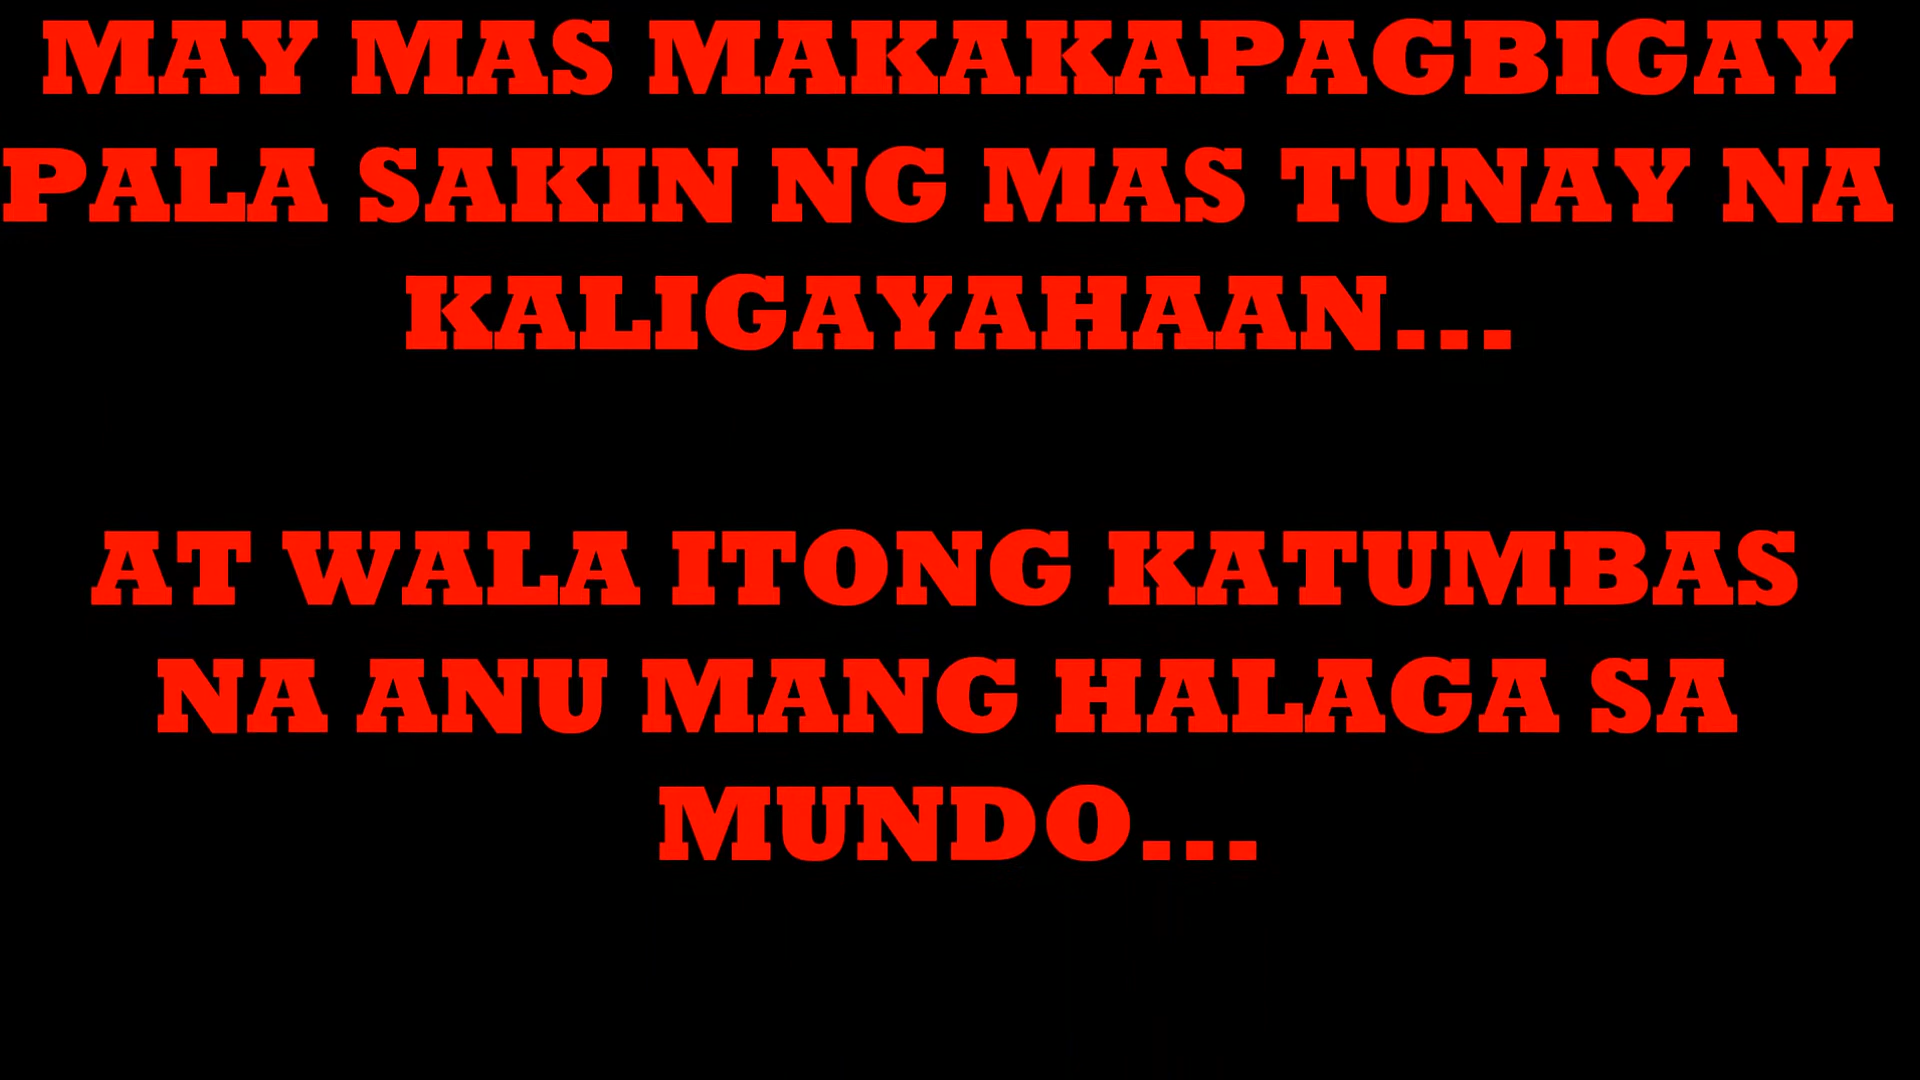 MAY MAS MAKAKAPAGBIGAY
PALA SAKIN NG MAS TUNAY NA
KALIGAYAHAAN...
AT WALA ITONG KATUMBAS
NA ANU MANG HALAGA SA
MUNDO...